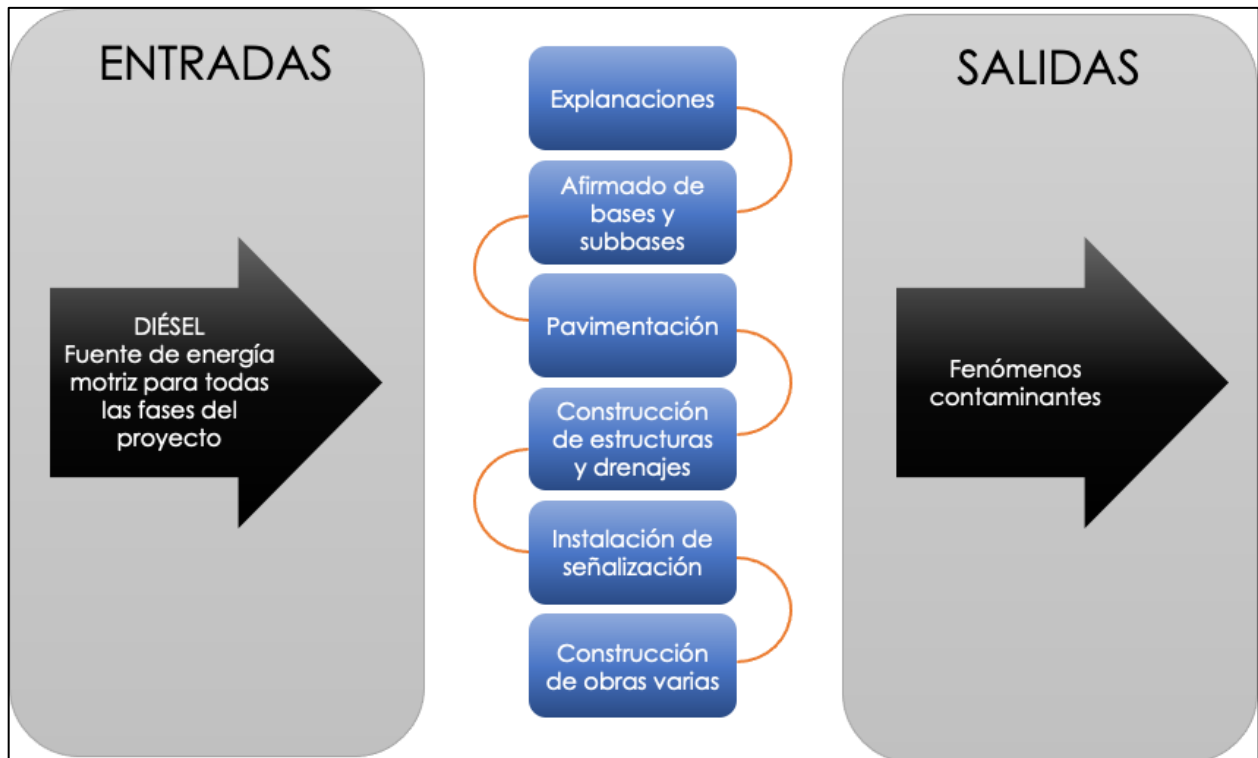 ENTRADAS
DIÉSEL
Fuente de energía
motriz para todas
las fases del
proyecto
Explanaciones
Afirmado de
bases y
subbases
Pavimentación
Construcción
de estructuras
y drenajes
Instalación de
señalización
Construcción
de obras varias
SALIDAS
Fenómenos
contaminantes